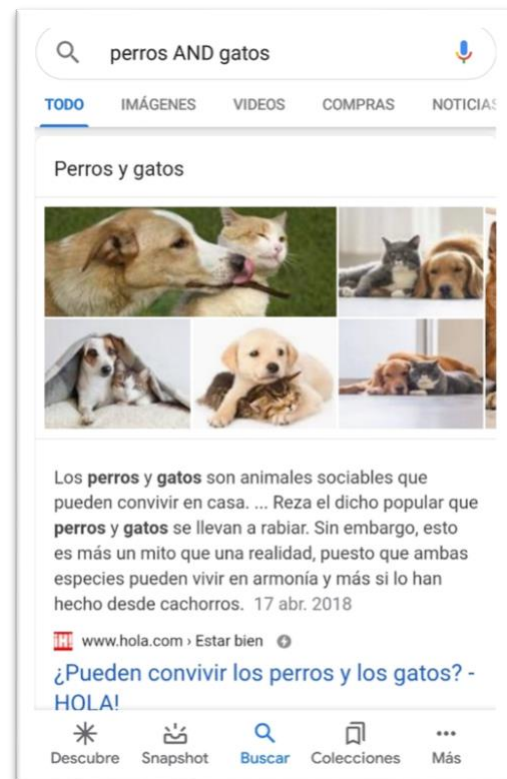 perros AND gatos
TODO IMÁGENES VIDEOS COMPRAS NOTICIAS
Perros y gatos
Los perros y gatos son animales sociables que
pueden convivir en casa. ... Reza el dicho popular que
perros y gatos se llevan a rabiar. Sin embargo, esto
es más un mito que una realidad, puesto que ambas
especies pueden vivir en armonía y más si lo han
hecho desde cachorros. 17 abr. 2018
¡H! www.hola.com › Estar bien
¿Pueden convivir los perros y los gatos? -
HOLA!
Descubre Snapshot Buscar Colecciones Más